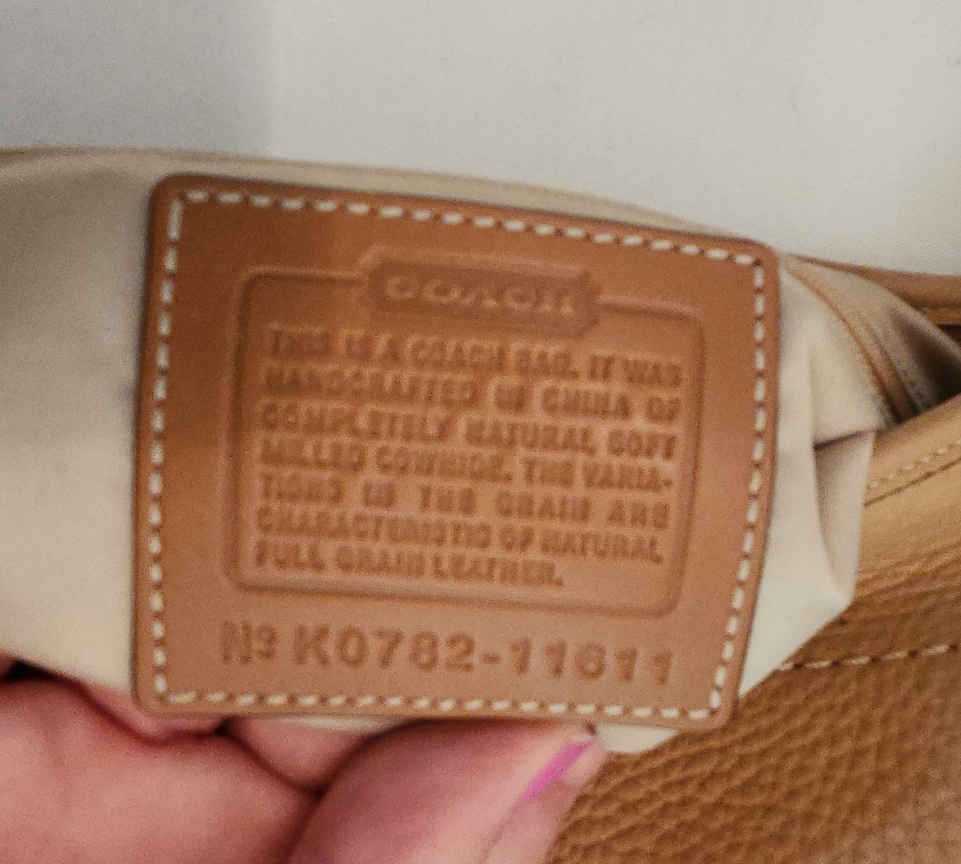 COACH
THIS IS A COACH BAG. IT WAS
HANDCRAFTED IN CHINA OF
COMPLETELY NATURAL SOFT
MILLED COWHIDE. THE VARIA-
TIONS IN THE GRAIN ARE
CHARACTERISTIC OF NATURAL
FULL GRAIN LEATHER.
Nº K0782-11611